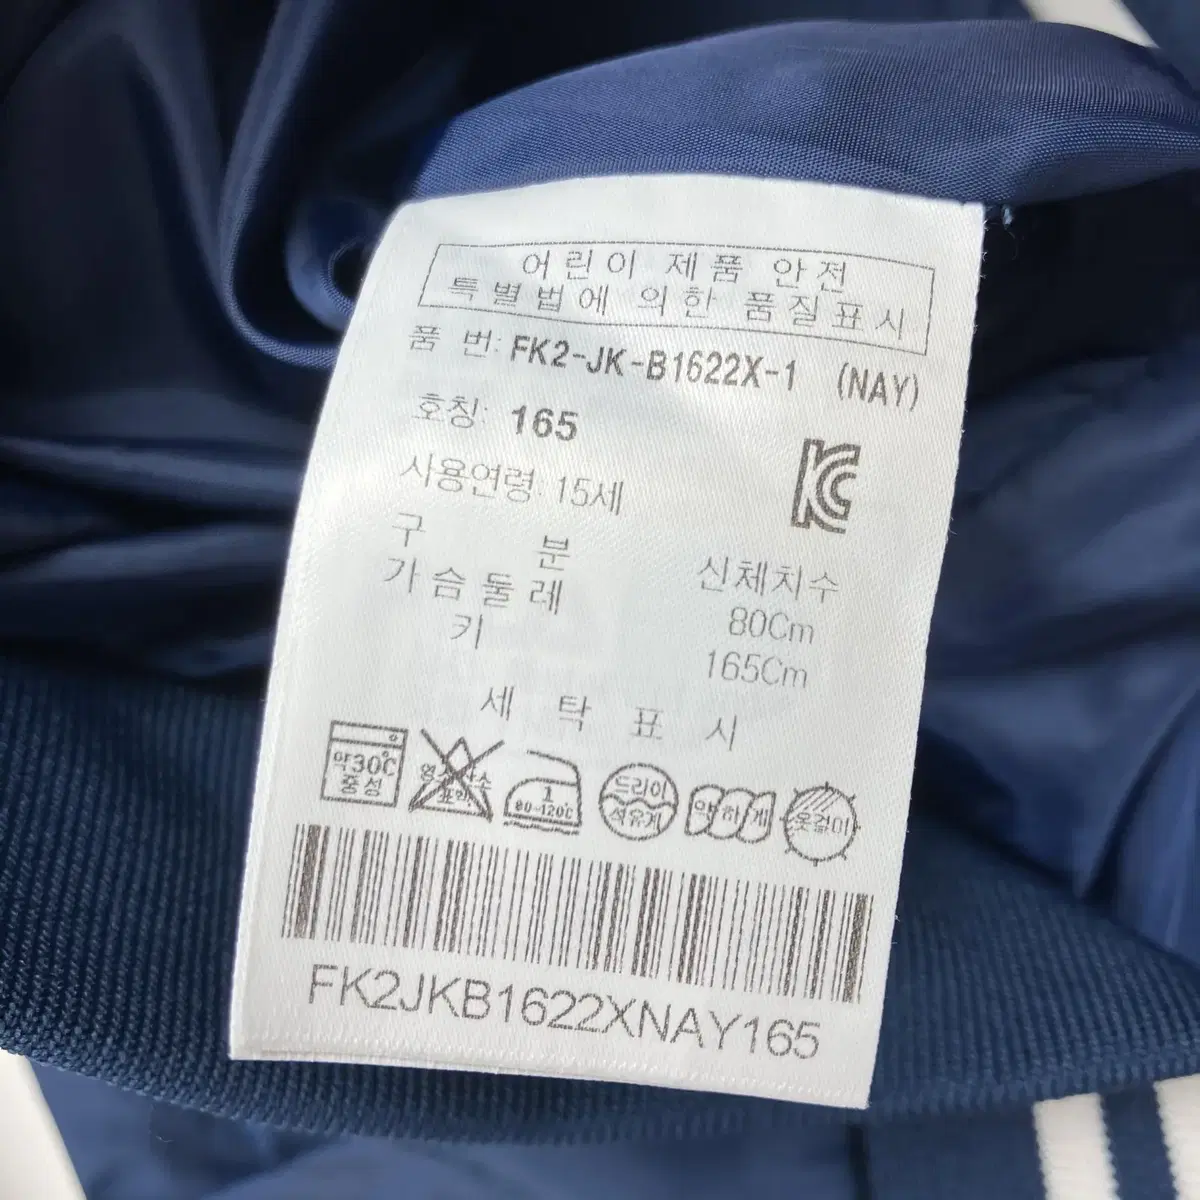 어린이 제품 안전
특별법에 의한 품질표시
품 번: FK2-JK-B1622X-1 (NAY)
호칭: 165
사용연령: 15세
구 분 신체치수
가슴둘레 80Cm
키 165Cm
세 탁 표 시
약30℃
중성
표백
1
80~120℃
드라이
석유계
약하게
옷걸이
FK2JKB1622XNAY165